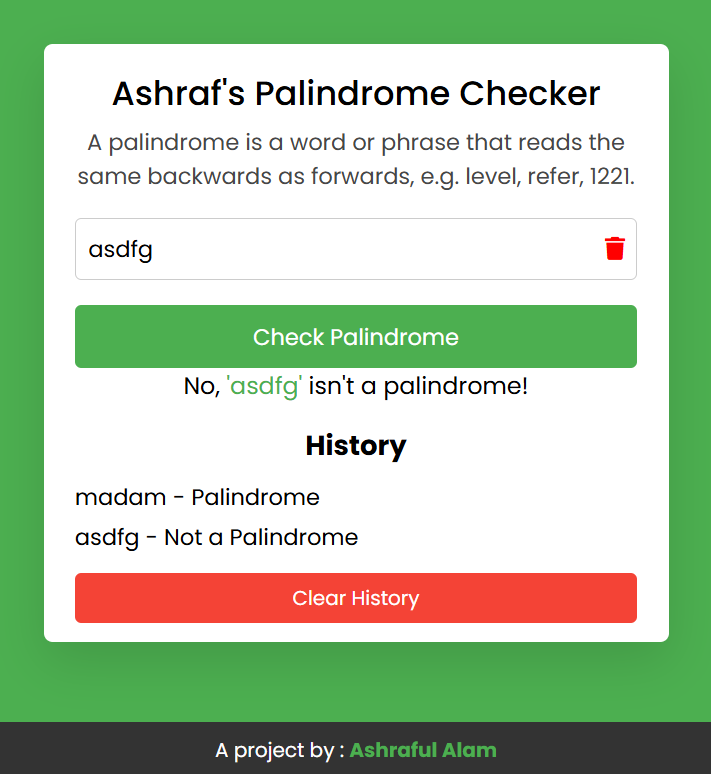 Ashraf's Palindrome Checker
A palindrome is a word or phrase that reads the
same backwards as forwards, e.g. level, refer, 1221.
asdfg
Check Palindrome
No, 'asdfg' isn't a palindrome!
History
madam - Palindrome
asdfg - Not a Palindrome
Clear History
A project by : Ashraful Alam